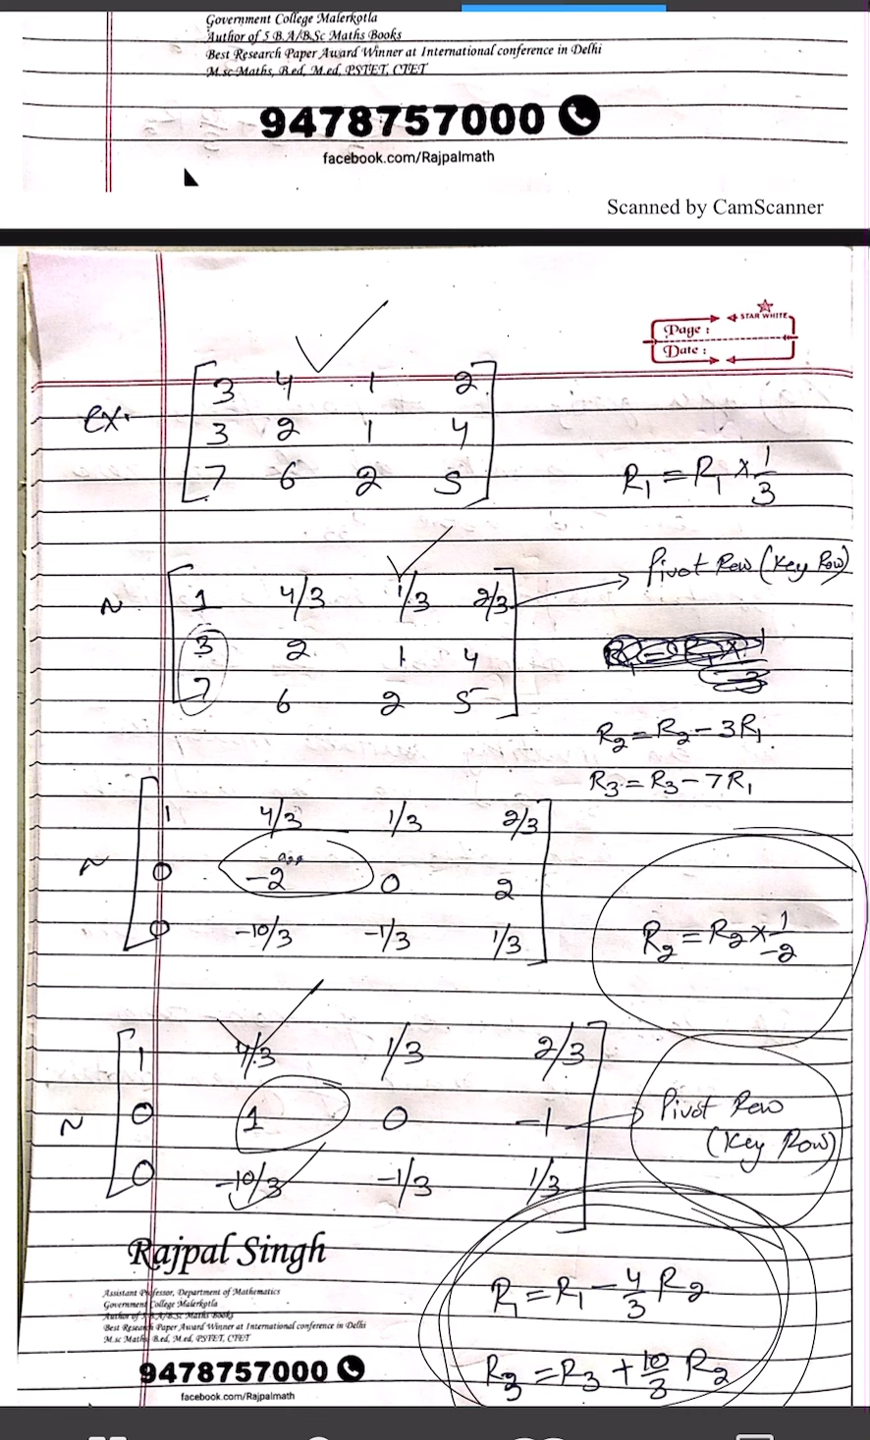 Government College Malerkotla
Author of 5 B.A/B.Sc Maths Books
Best Research Paper Award Winner at International conference in Delhi
M.sc Maths, B.ed, M.ed, PSTET, CTET
9478757000
facebook.com/Rajpalmath
Scanned by CamScanner
STAR WHITE
Page :
Date :
ex.
3 4 1 2
3 2 1 4
7 6 2 5
R₁ = R₁ × 1/3
~ 1 4/3 1/3 2/3 → Pivot Row (Key Row)
3 2 1 4
7 6 2 5
R₂ = R₂ - 3R₁
R₃ = R₃ - 7R₁
1 4/3 1/3 2/3
~ 0 -2 0 2
0 -10/3 -1/3 1/3
R₂ = R₂ × 1/-2
1 4/3 1/3 2/3
~ 0 1 0 -1 → Pivot Row
(Key Row)
0 -10/3 -1/3 1/3
Rajpal Singh
Assistant Professor, Department of Mathematics
Government College Malerkotla
Author of 5 B.A/B.Sc Maths Books
Best Research Paper Award Winner at International conference in Delhi
M.sc Maths, B.ed, M.ed, PSTET, CTET
9478757000
facebook.com/Rajpalmath
R₁ = R₁ - 4/3 R₂
R₃ = R₃ + 10/3 R₂